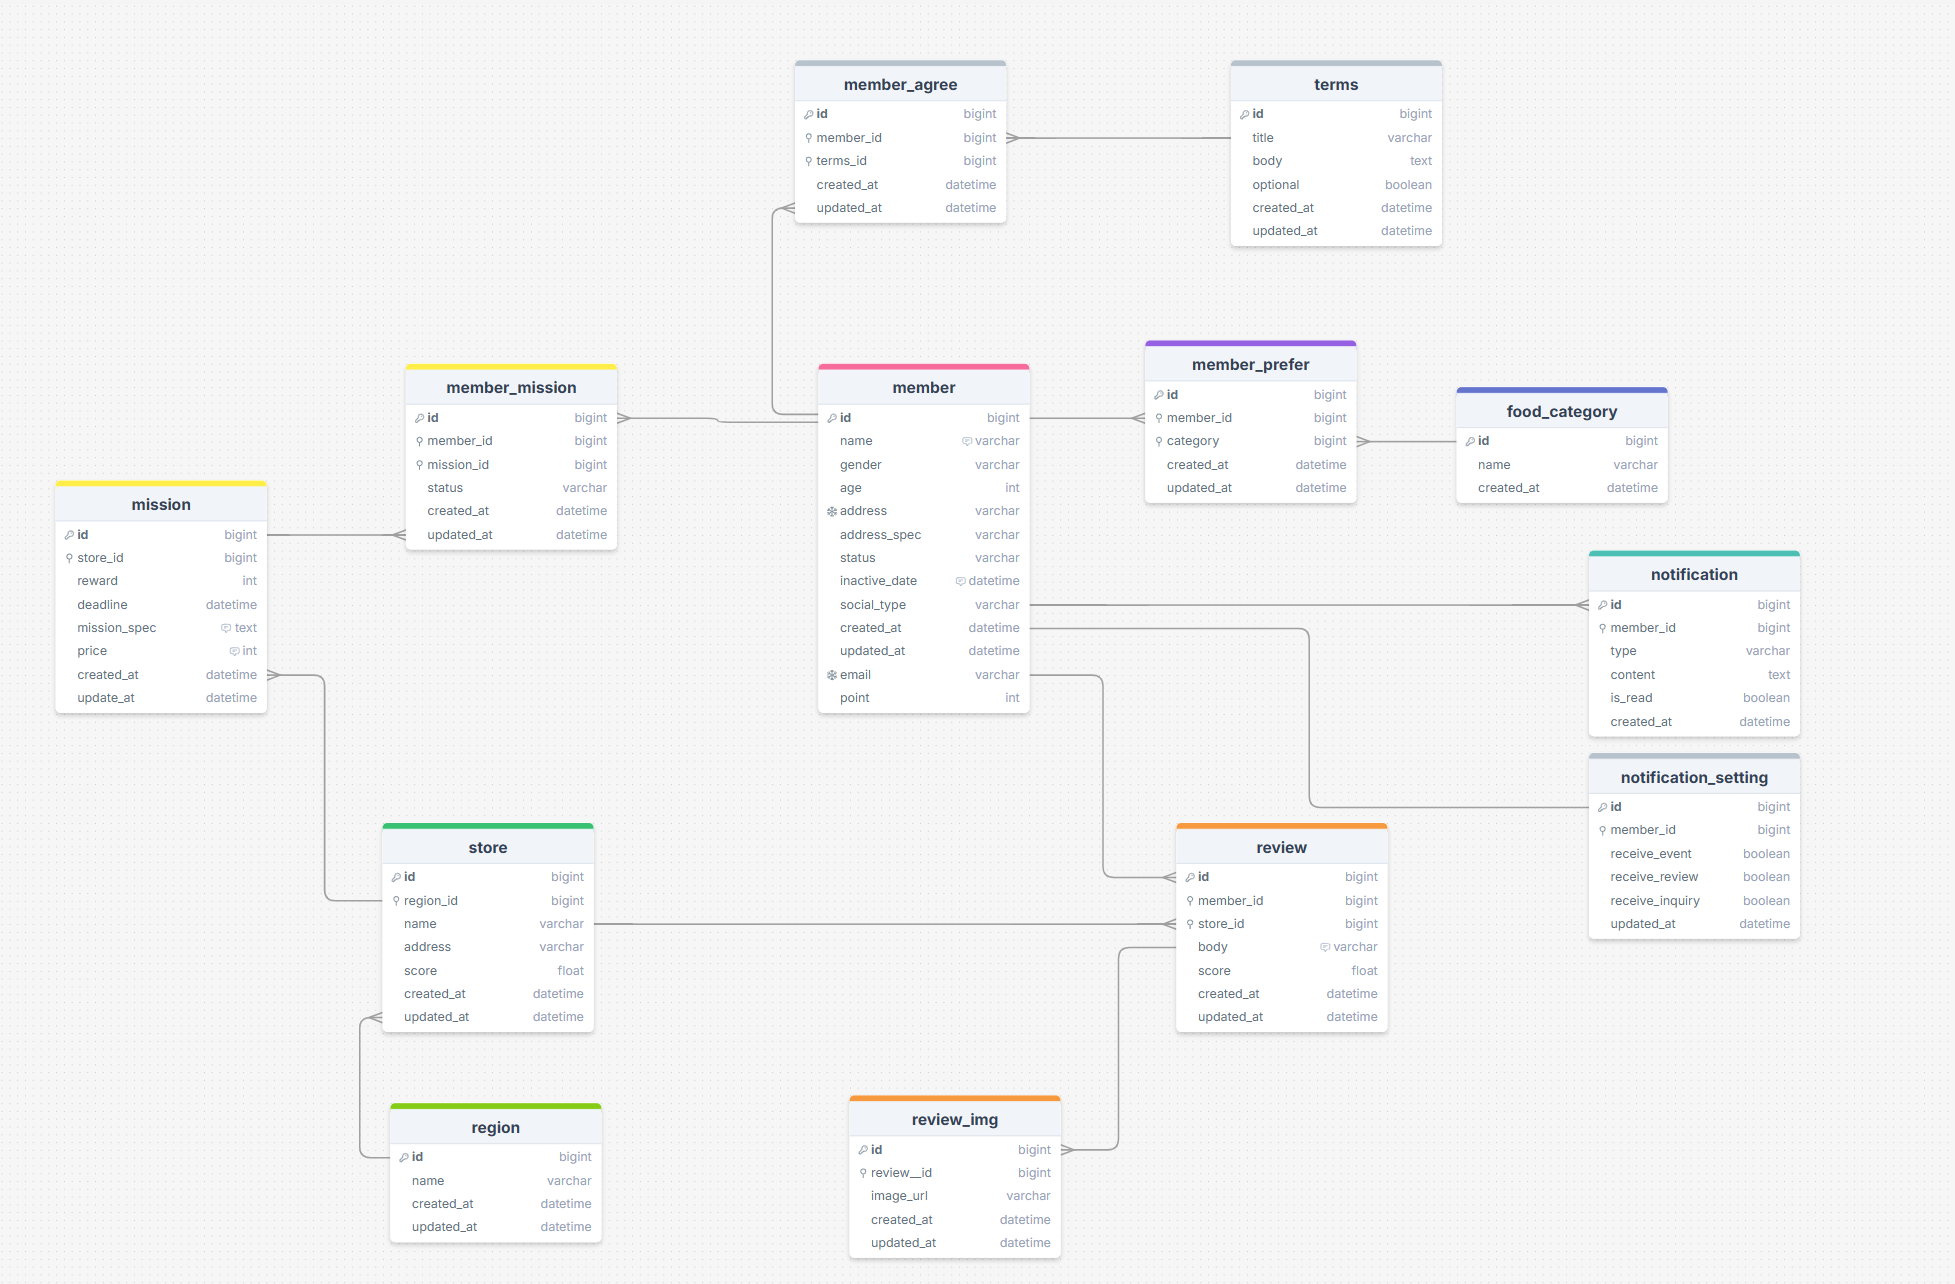 member_agree
id bigint
member_id bigint
terms_id bigint
created_at datetime
updated_at datetime
terms
id bigint
title varchar
body text
optional boolean
created_at datetime
updated_at datetime
member_mission
id bigint
member_id bigint
mission_id bigint
status varchar
created_at datetime
updated_at datetime
member
id bigint
name varchar
gender varchar
age int
address varchar
address_spec varchar
status varchar
inactive_date datetime
social_type varchar
created_at datetime
updated_at datetime
email varchar
point int
member_prefer
id bigint
member_id bigint
category bigint
created_at datetime
updated_at datetime
food_category
id bigint
name varchar
created_at datetime
mission
id bigint
store_id bigint
reward int
deadline datetime
mission_spec text
price int
created_at datetime
update_at datetime
notification
id bigint
member_id bigint
type varchar
content text
is_read boolean
created_at datetime
notification_setting
id bigint
member_id bigint
receive_event boolean
receive_review boolean
receive_inquiry boolean
updated_at datetime
store
id bigint
region_id bigint
name varchar
address varchar
score float
created_at datetime
updated_at datetime
review
id bigint
member_id bigint
store_id bigint
body varchar
score float
created_at datetime
updated_at datetime
region
id bigint
name varchar
created_at datetime
updated_at datetime
review_img
id bigint
review__id bigint
image_url varchar
created_at datetime
updated_at datetime